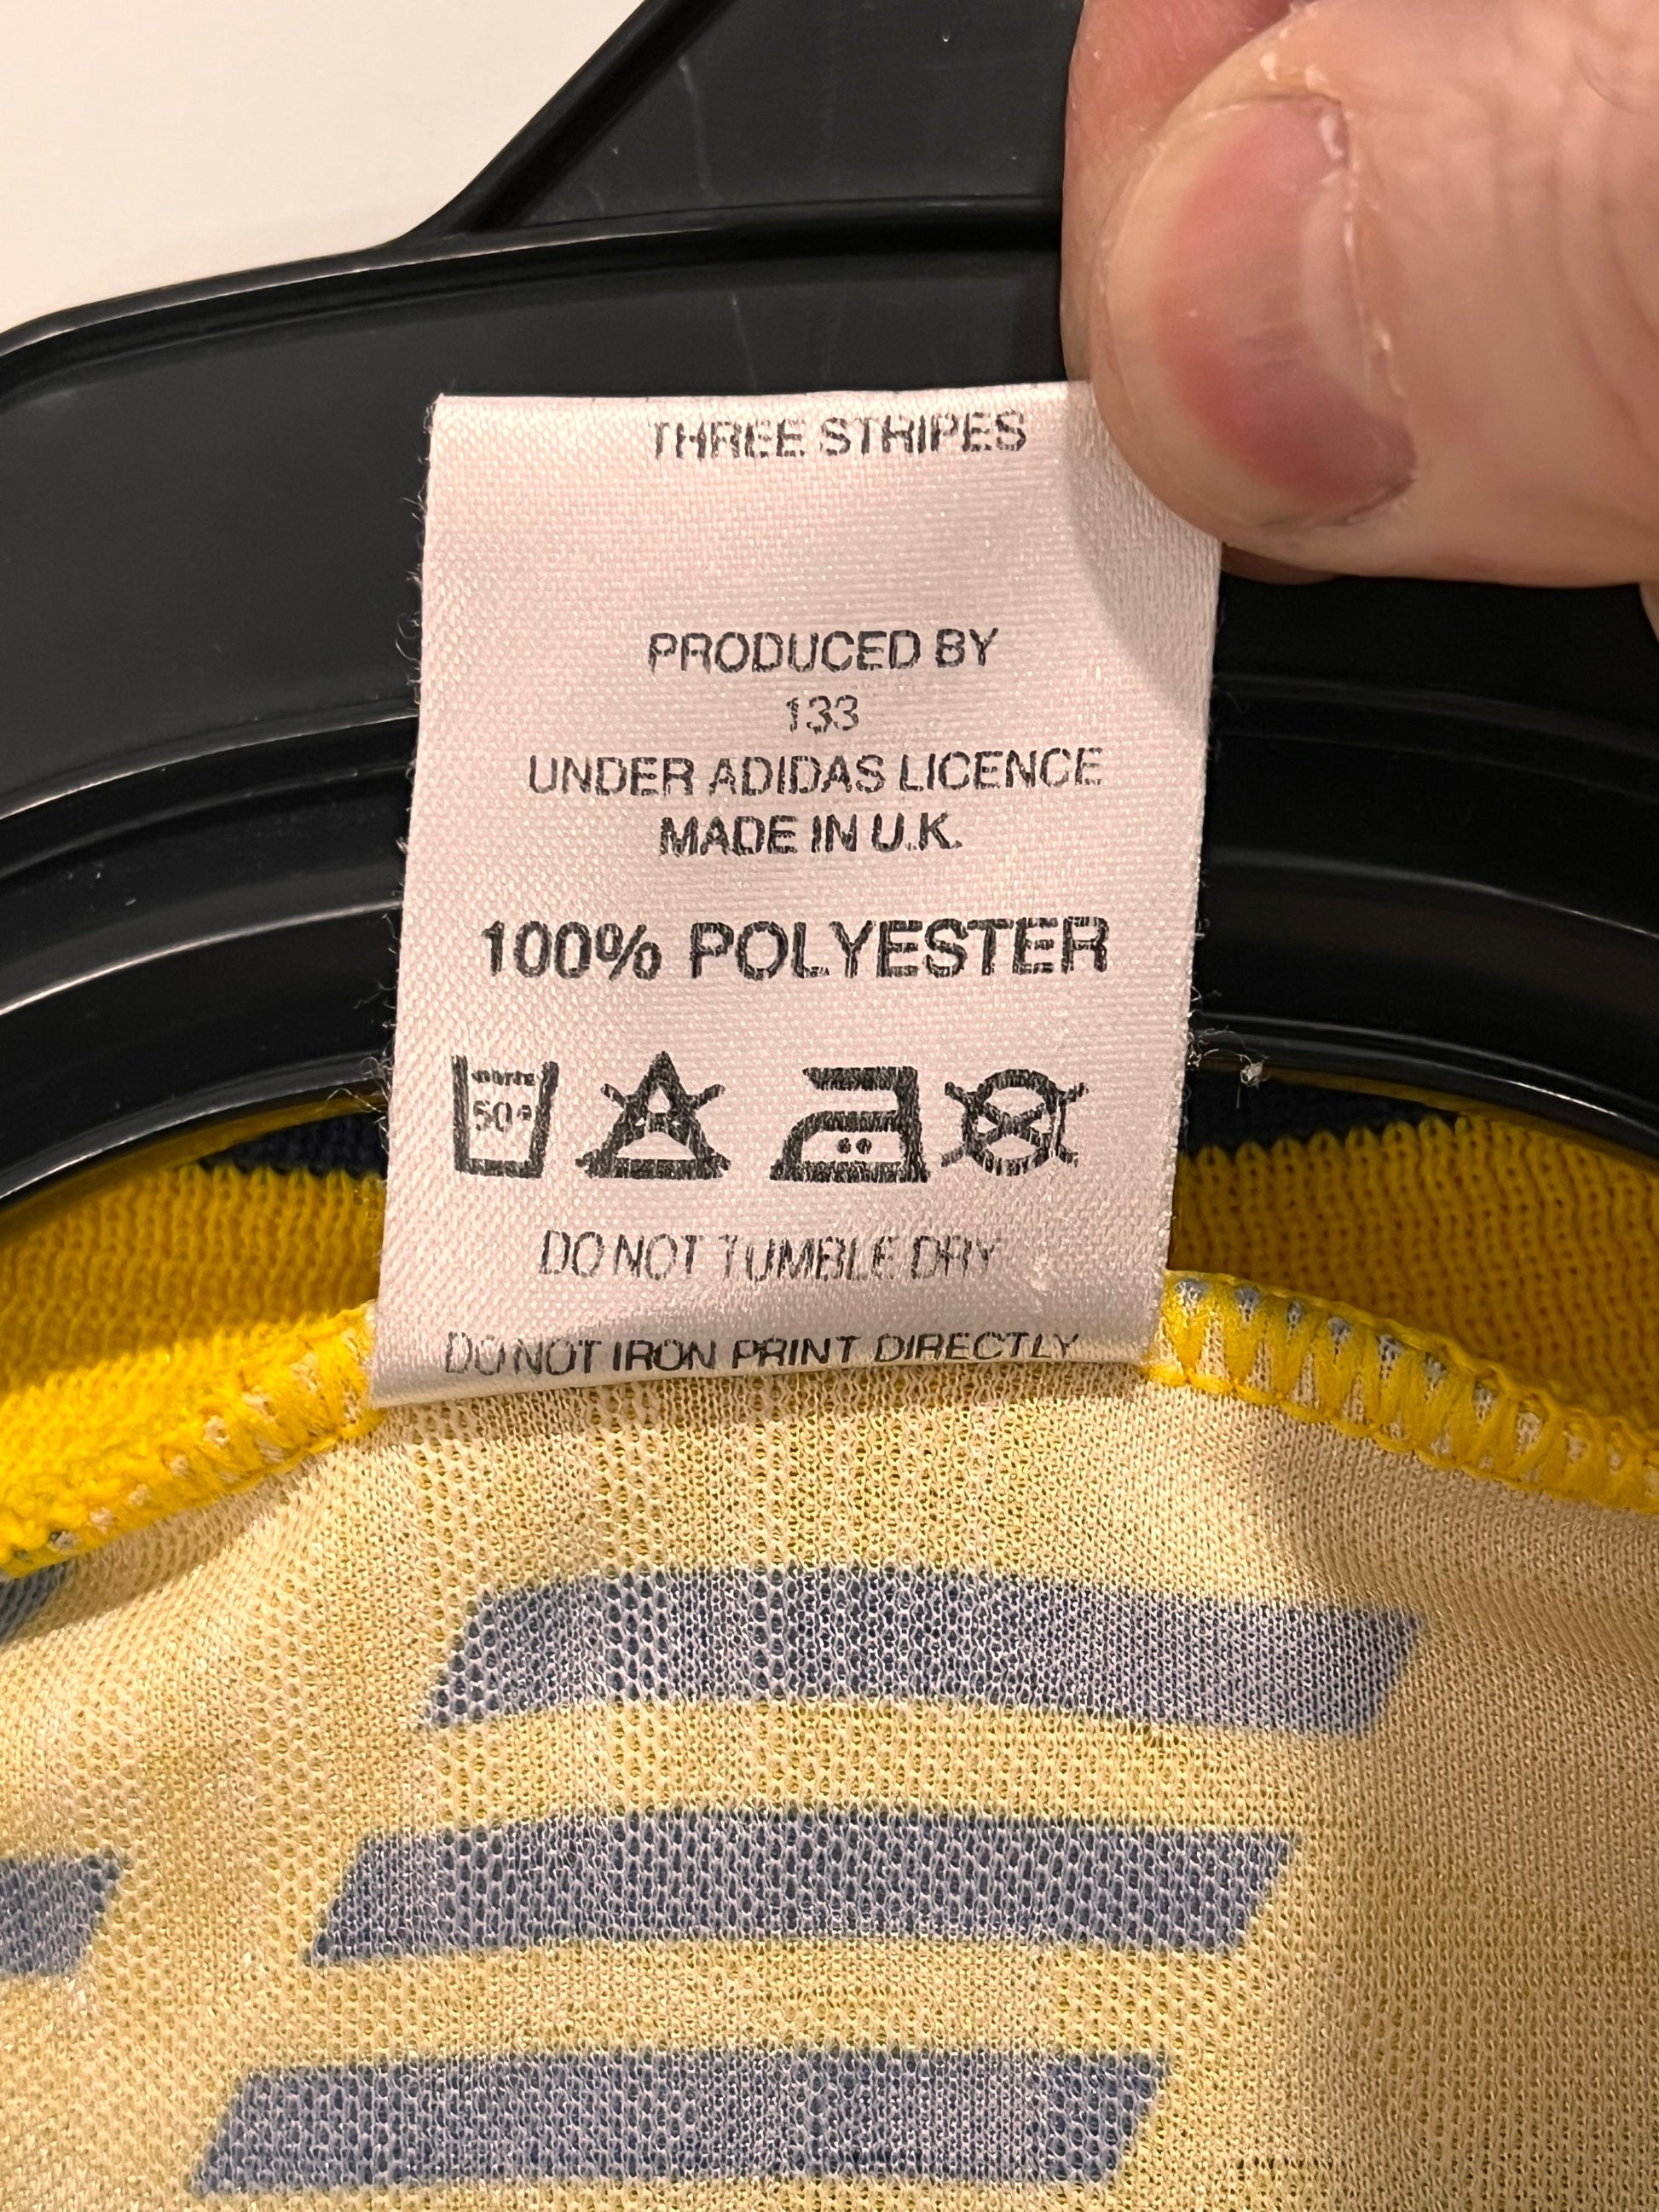 THREE STRIPES
PRODUCED BY
133
UNDER ADIDAS LICENCE
MADE IN U.K.
100% POLYESTER
50°
DO NOT TUMBLE DRY
DO NOT IRON PRINT DIRECTLY